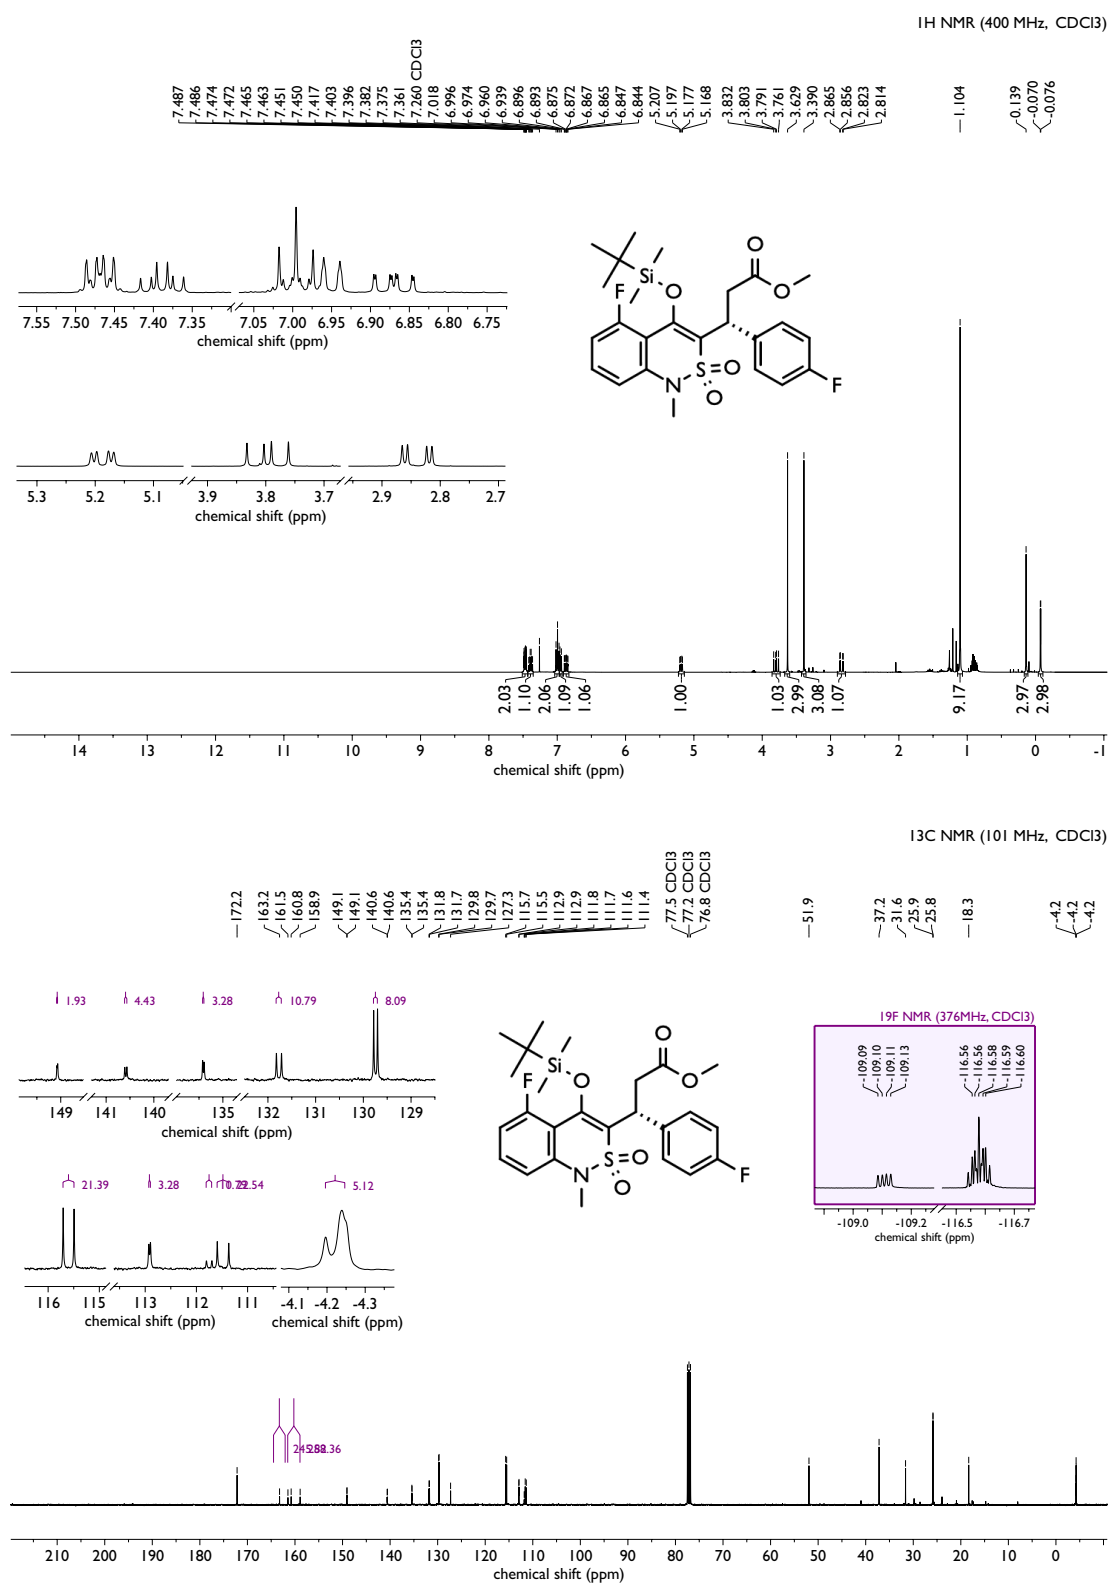 1H NMR (400 MHz, CDCl3)
7.487
7.486
7.474
7.472
7.465
7.463
7.451
7.450
7.417
7.403
7.396
7.382
7.375
7.361
7.260 CDCl3
7.018
6.996
6.974
6.960
6.939
6.896
6.893
6.875
6.872
6.867
6.865
6.847
6.844
5.207
5.197
5.177
5.168
3.832
3.803
3.791
3.761
3.629
3.390
2.865
2.856
2.823
2.814
1.104
0.139
-0.070
-0.076
7.55 7.50 7.45 7.40 7.35 7.05 7.00 6.95 6.90 6.85 6.80 6.75
chemical shift (ppm)
Si
O
O
O
F
S
O
O
N
F
5.3 5.2 5.1 3.9 3.8 3.7 2.9 2.8 2.7
chemical shift (ppm)
2.03
1.10
2.06
1.09
1.06
1.00
1.03
2.99
3.08
1.07
9.17
2.97
2.98
14 13 12 11 10 9 8 7 6 5 4 3 2 1 0 -1
chemical shift (ppm)
13C NMR (101 MHz, CDCl3)
172.2
163.2
161.5
160.8
158.9
149.1
149.1
140.6
140.6
135.4
135.4
131.8
131.7
129.8
129.7
127.3
115.7
115.5
112.9
112.9
111.8
111.7
111.6
111.4
77.5 CDCl3
77.2 CDCl3
76.8 CDCl3
51.9
37.2
31.6
25.9
25.8
18.3
-4.2
-4.2
-4.2
1.93 4.43 3.28 10.79 8.09
149 141 140 135 132 131 130 129
chemical shift (ppm)
21.39 3.28 10.79 22.54 5.12
116 115 113 112 111 -4.1 -4.2 -4.3
chemical shift (ppm) chemical shift (ppm)
Si
O
O
O
F
S
O
O
N
F
19F NMR (376MHz, CDCl3)
-109.09
-109.10
-109.11
-109.13
-116.56
-116.56
-116.58
-116.59
-116.60
-109.0 -109.2 -116.5 -116.7
chemical shift (ppm)
210 200 190 180 170 160 150 140 130 120 110 100 90 80 70 60 50 40 30 20 10 0
chemical shift (ppm)